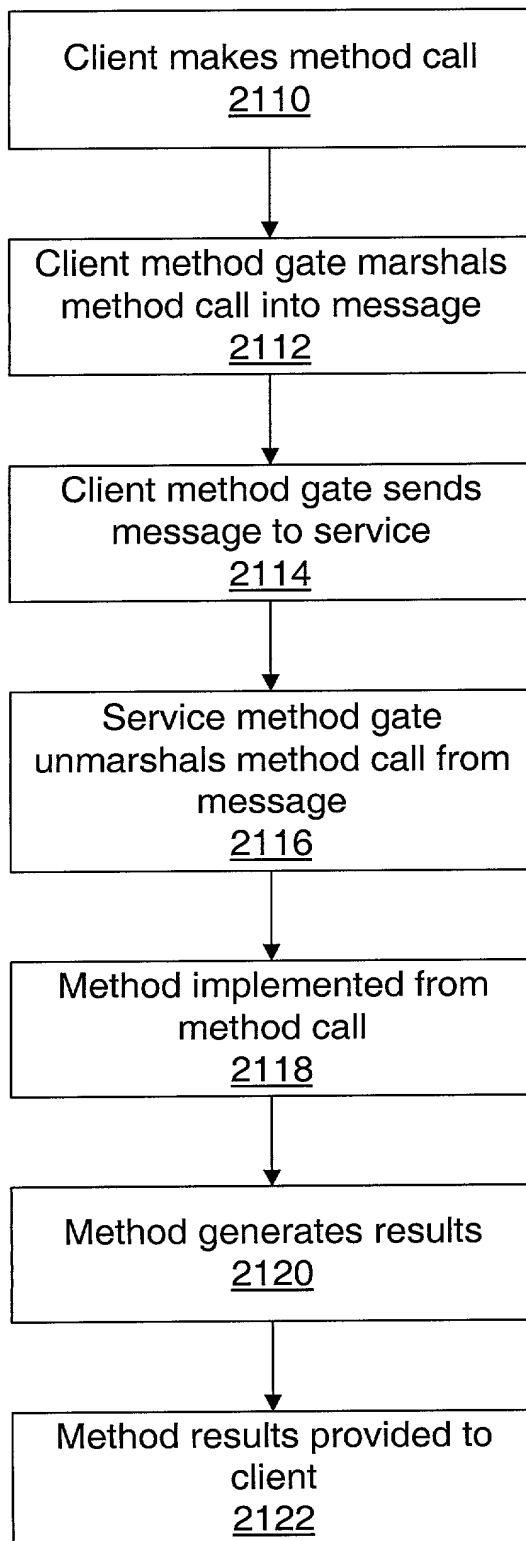 Client makes method call
2110
Client method gate marshals
method call into message
2112
Client method gate sends
message to service
2114
Service method gate
unmarshals method call from
message
2116
Method implemented from
method call
2118
Method generates results
2120
Method results provided to
client
2122